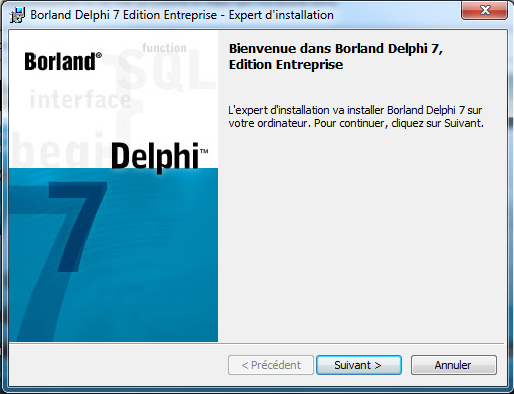 Borland Delphi 7 Edition Entreprise - Expert d'installation
Borland®
function
SQL
interface
begin
Delphi™
7
7
Bienvenue dans Borland Delphi 7,
Edition Entreprise
L'expert d'installation va installer Borland Delphi 7 sur
votre ordinateur. Pour continuer, cliquez sur Suivant.
< Précédent
Suivant >
Annuler